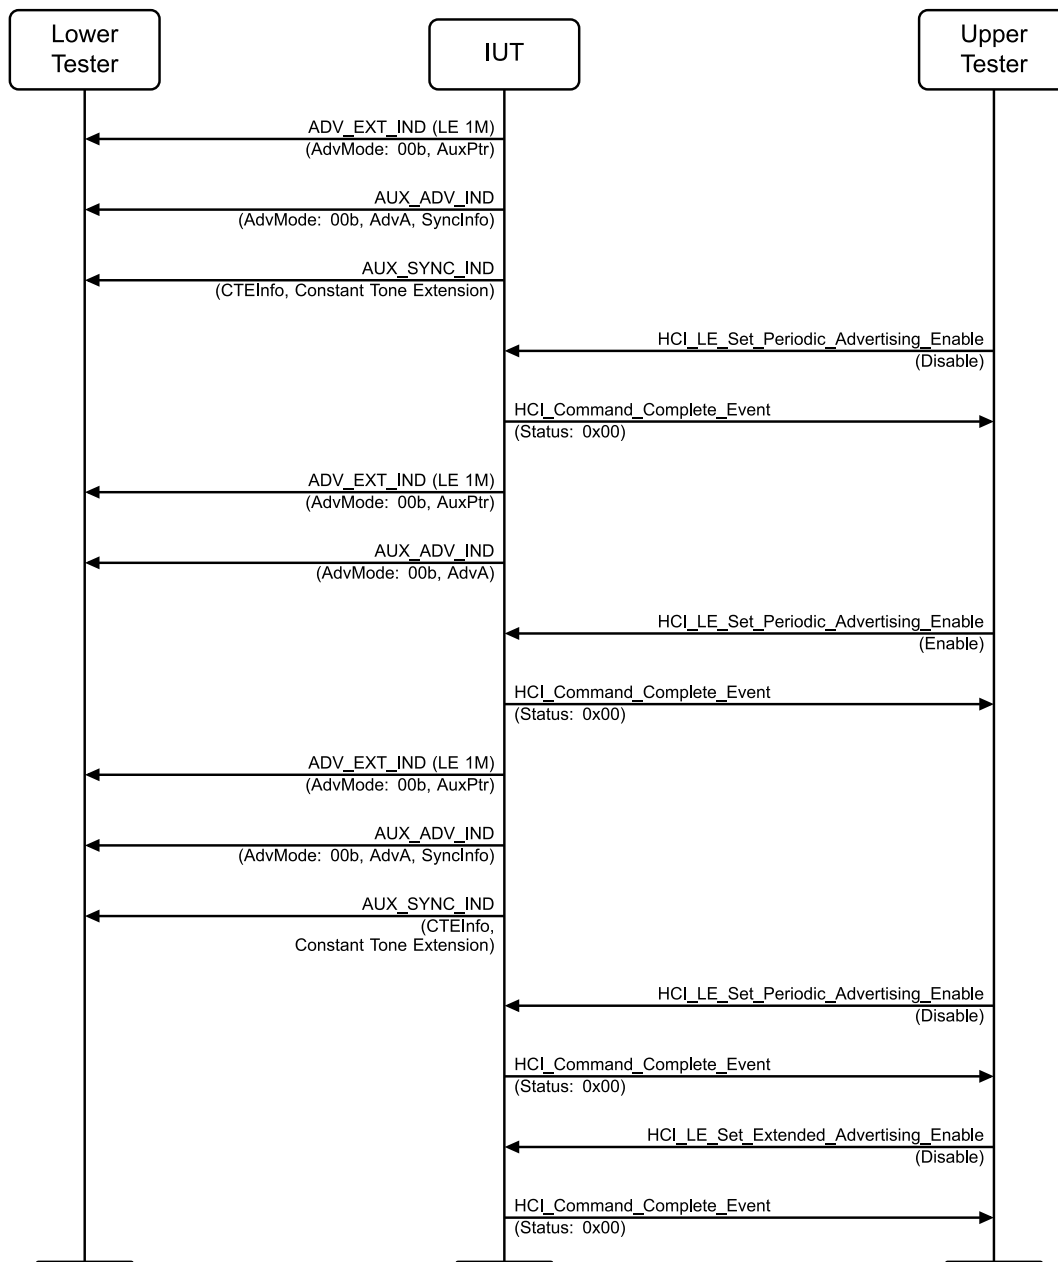 Lower
Tester
IUT
Upper
Tester
ADV_EXT_IND (LE 1M)
(AdvMode: 00b, AuxPtr)
AUX_ADV_IND
(AdvMode: 00b, AdvA, SyncInfo)
AUX_SYNC_IND
(CTEInfo, Constant Tone Extension)
HCI_LE_Set_Periodic_Advertising_Enable
(Disable)
HCI_Command_Complete_Event
(Status: 0x00)
ADV_EXT_IND (LE 1M)
(AdvMode: 00b, AuxPtr)
AUX_ADV_IND
(AdvMode: 00b, AdvA)
HCI_LE_Set_Periodic_Advertising_Enable
(Enable)
HCI_Command_Complete_Event
(Status: 0x00)
ADV_EXT_IND (LE 1M)
(AdvMode: 00b, AuxPtr)
AUX_ADV_IND
(AdvMode: 00b, AdvA, SyncInfo)
AUX_SYNC_IND
(CTEInfo,
Constant Tone Extension)
HCI_LE_Set_Periodic_Advertising_Enable
(Disable)
HCI_Command_Complete_Event
(Status: 0x00)
HCI_LE_Set_Extended_Advertising_Enable
(Disable)
HCI_Command_Complete_Event
(Status: 0x00)